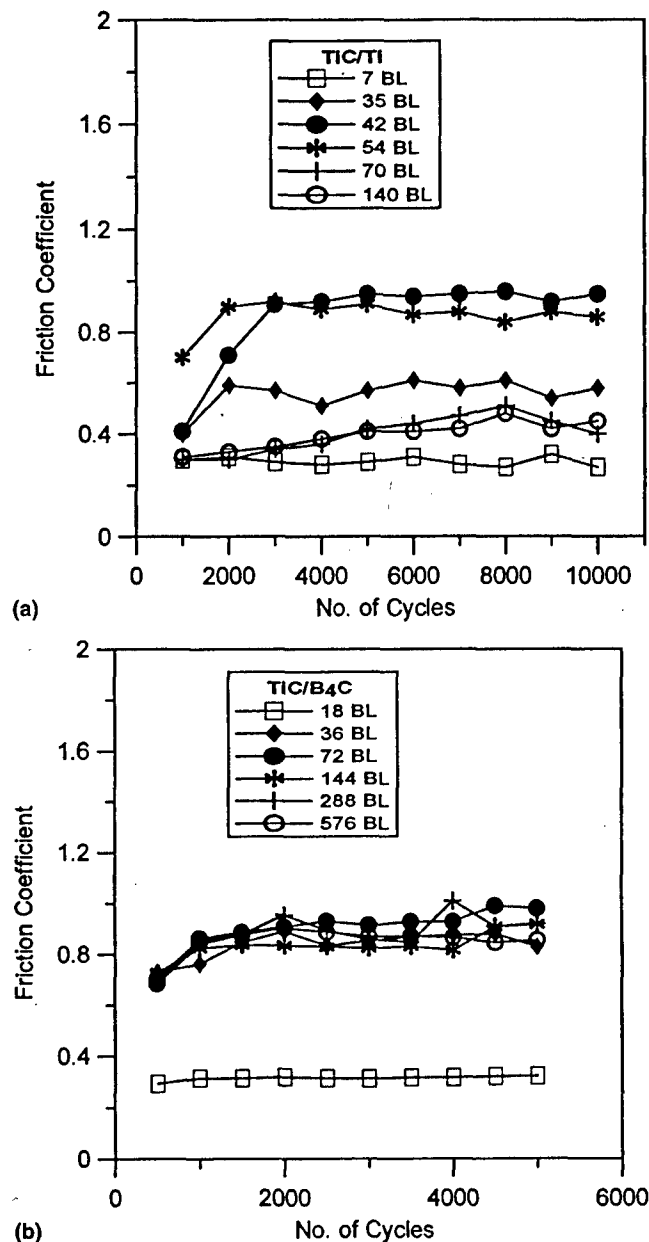 2
1.6
1.2
0.8
0.4
0
Friction Coefficient
TiC/Ti
7 BL
35 BL
42 BL
54 BL
70 BL
140 BL
0 2000 4000 6000 8000 10000
No. of Cycles
(a)
2
1.6
1.2
0.8
0.4
0
Friction Coefficient
TiC/B₄C
18 BL
36 BL
72 BL
144 BL
288 BL
576 BL
0 2000 4000 6000
No. of Cycles
(b)